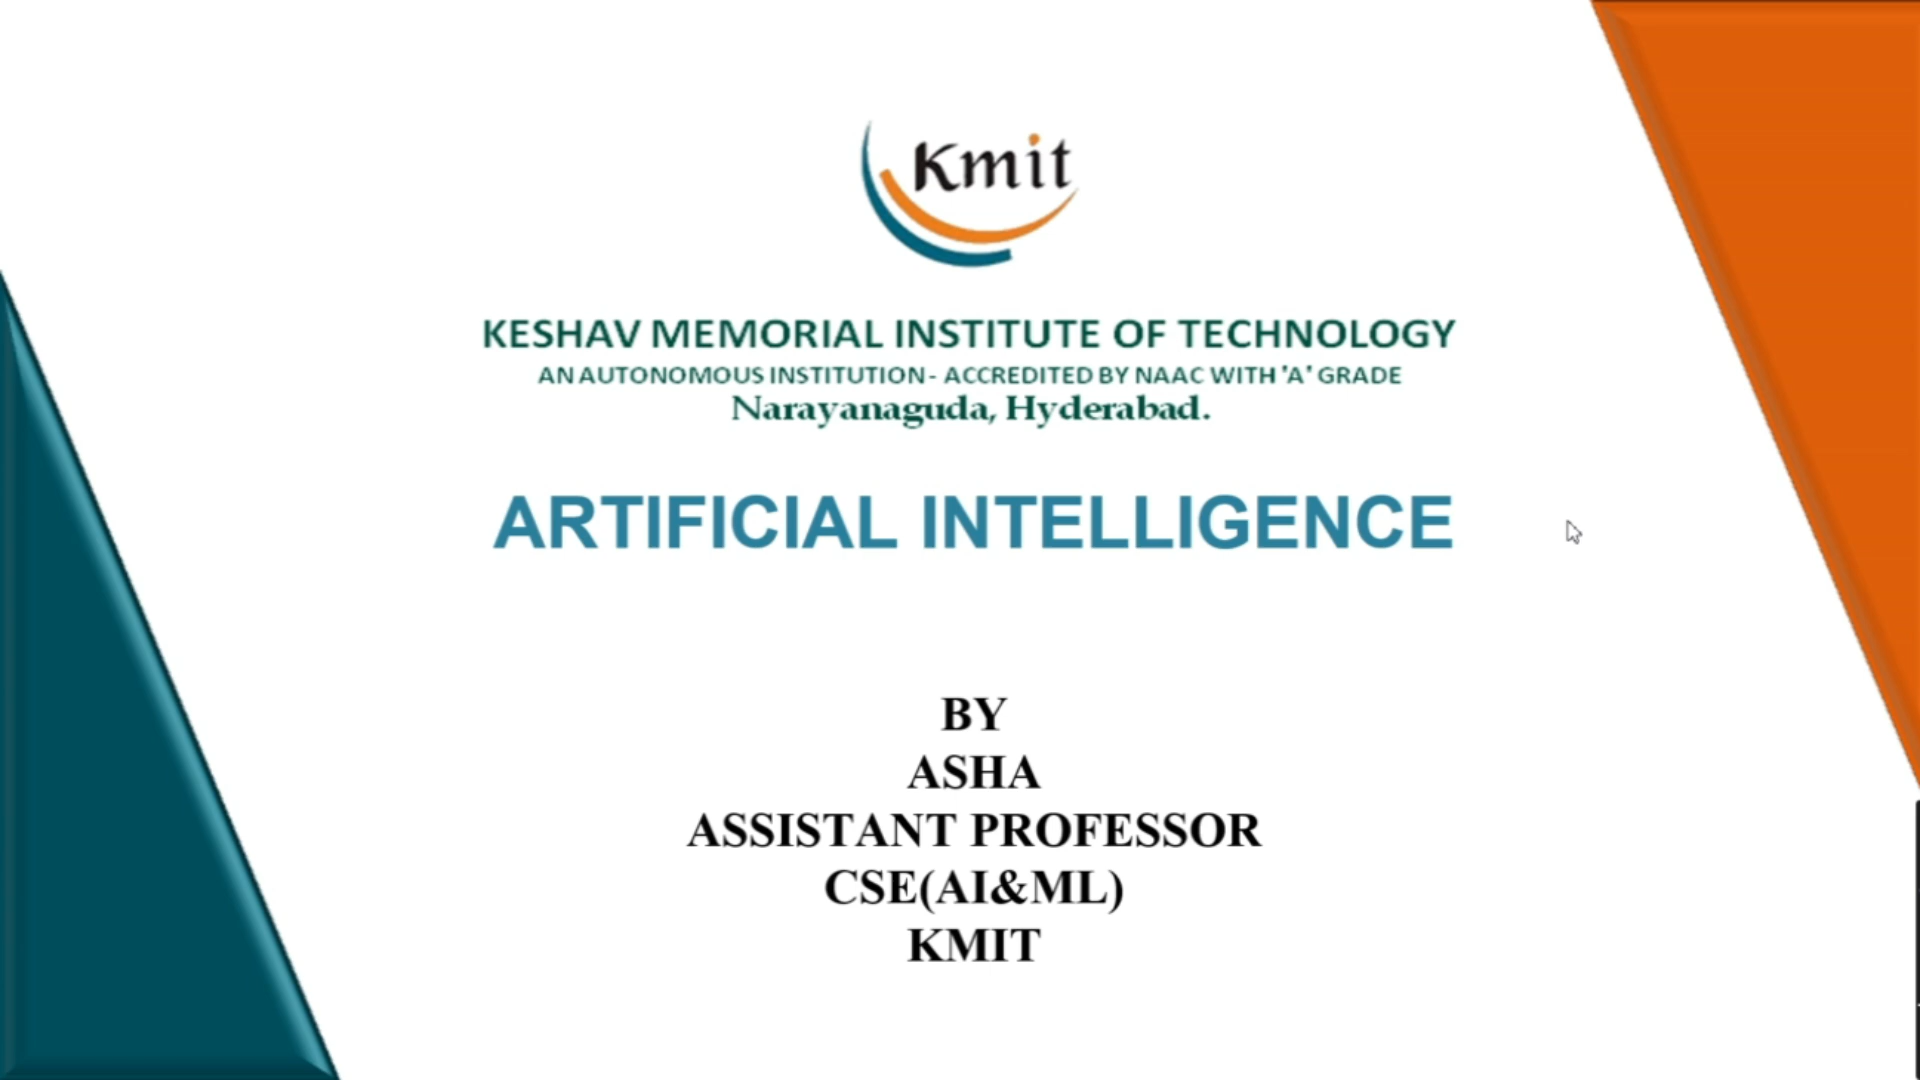 Kmit
KESHAV MEMORIAL INSTITUTE OF TECHNOLOGY
AN AUTONOMOUS INSTITUTION - ACCREDITED BY NAAC WITH 'A' GRADE
Narayanaguda, Hyderabad.
ARTIFICIAL INTELLIGENCE
BY
ASHA
ASSISTANT PROFESSOR
CSE(AI&ML)
KMIT